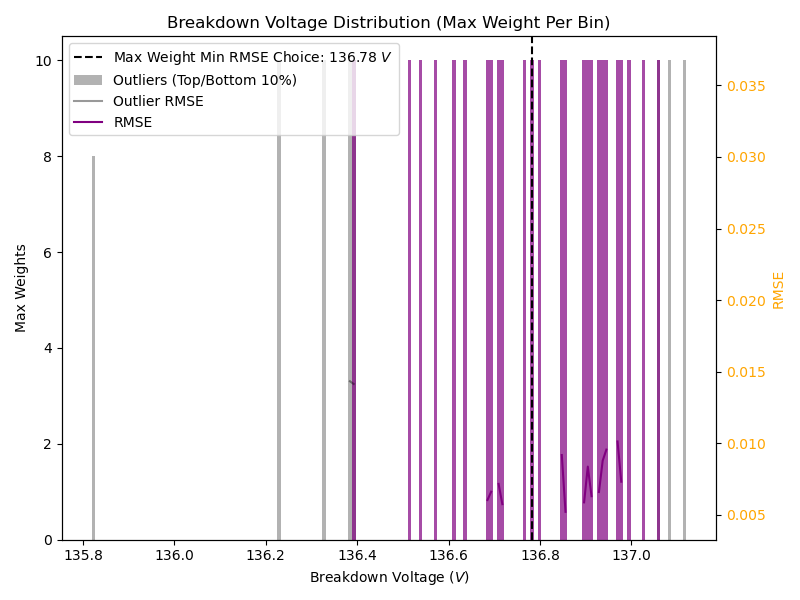 Breakdown Voltage Distribution (Max Weight Per Bin)
Max Weight Min RMSE Choice: 136.78 V
Outliers (Top/Bottom 10%)
Outlier RMSE
RMSE
10
8
6
4
2
0
Max Weights
0.035
0.030
0.025
0.020
0.015
0.010
0.005
RMSE
135.8 136.0 136.2 136.4 136.6 136.8 137.0
Breakdown Voltage (V)